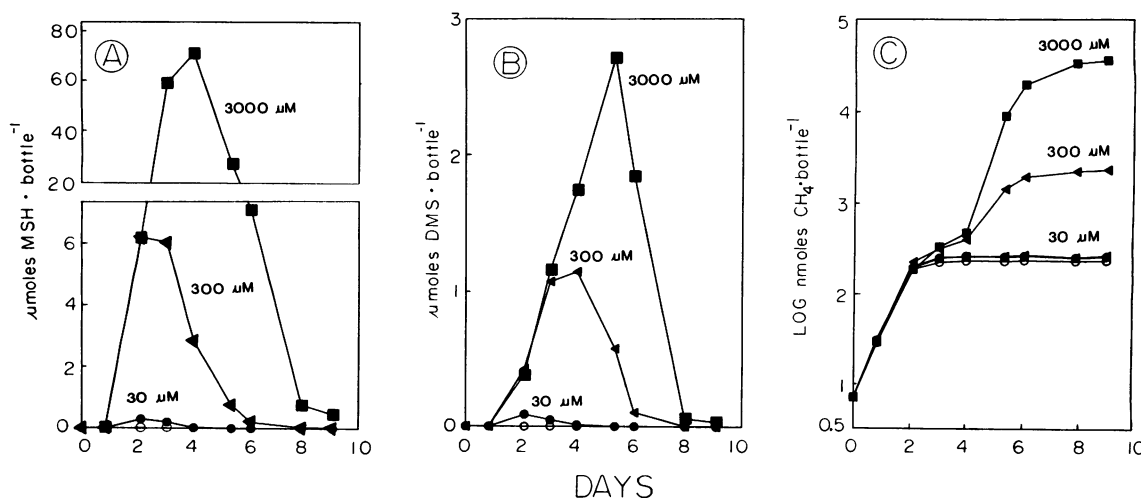 A
µmoles MSH • bottle⁻¹
80
60
40
20
3000 µM
6
4
2
0
300 µM
30 µM
0 2 4 6 8 10
B
µmoles DMS • bottle⁻¹
3
2
1
0
3000 µM
300 µM
30 µM
0 2 4 6 8 10
DAYS
C
LOG nmoles CH₄•bottle⁻¹
5
4
3
2
1
0.5
3000 µM
300 µM
30 µM
0 2 4 6 8 10